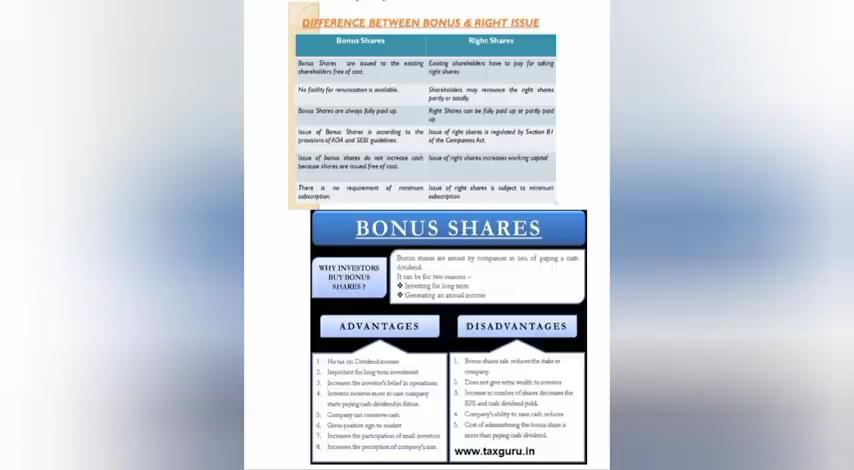 DIFFERENCE BETWEEN BONUS & RIGHT ISSUE
Bonus Shares
Right Shares
Bonus Shares are issued to the existing
shareholders free of cost.
Existing shareholders have to pay for taking
right shares
No facility for renunciation is available.
Shareholders may renounce the right shares
partly or totally.
Bonus Shares are always fully paid up.
Right Shares can be fully paid up or partly paid
up.
Issue of Bonus Shares is according to the
provisions of AOA and SEBI guidelines.
Issue of right shares is regulated by Section 81
of the Companies Act.
Issue of bonus shares do not increase cash
because shares are issued free of cost.
Issue of right shares increases working capital
There is no requirement of minimum
subscription
Issue of right shares is subject to minimum
subscription
BONUS SHARES
WHY INVESTORS
BUY BONUS
SHARES ?
Bonus shares are issued by companies in lieu of paying a cash
dividend.
It can be for two reasons –
❖ Investing for long term
❖ Generating an annual income
ADVANTAGES
1. No tax on Dividend income
2. Important for long term investment
3. Increases the investor's belief in operations.
4. Investor receives more in case company
starts paying cash dividend in future.
5. Company can conserve cash
6. Gives positive sign to market
7. Increases the participation of small investors
8. Increases the perception of company's size.
DISADVANTAGES
1. Bonus shares sale reduces the stake in
company.
2. Does not give extra wealth to investor
3. Increase in number of shares decreases the
EPS and cash dividend yield.
4. Company's ability to raise cash reduces
5. Cost of administering the bonus share is
more than paying cash dividend.
www.taxguru.in